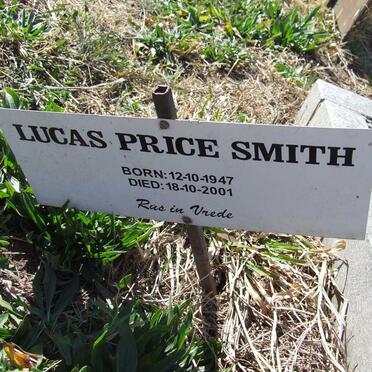 LUCAS PRICE SMITH
BORN: 12-10-1947
DIED: 18-10-2001
Rus in Vrede